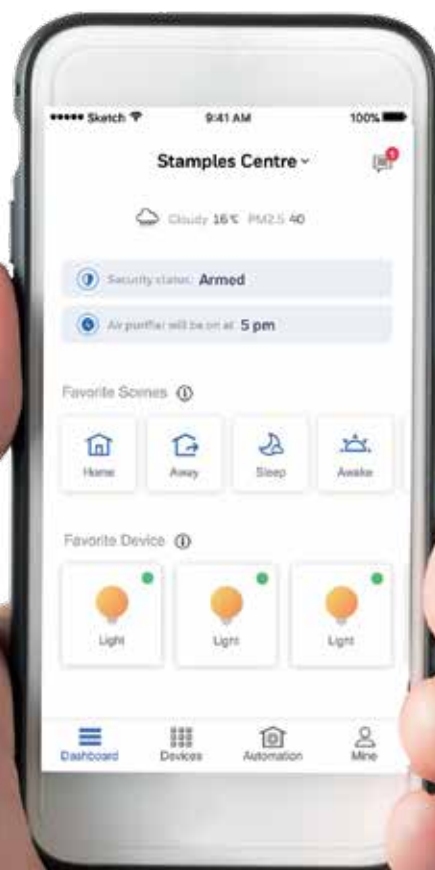 ●●●●● Sketch 9:41 AM 100%
Stamples Centre
1
Cloudy 16℃ PM2.5 40
Security status: Armed
Air purifier will be on at 5 pm
Favorite Scenes
Home Away Sleep Awake
Favorite Device
Light Light Light
Dashboard Devices Automation Mine